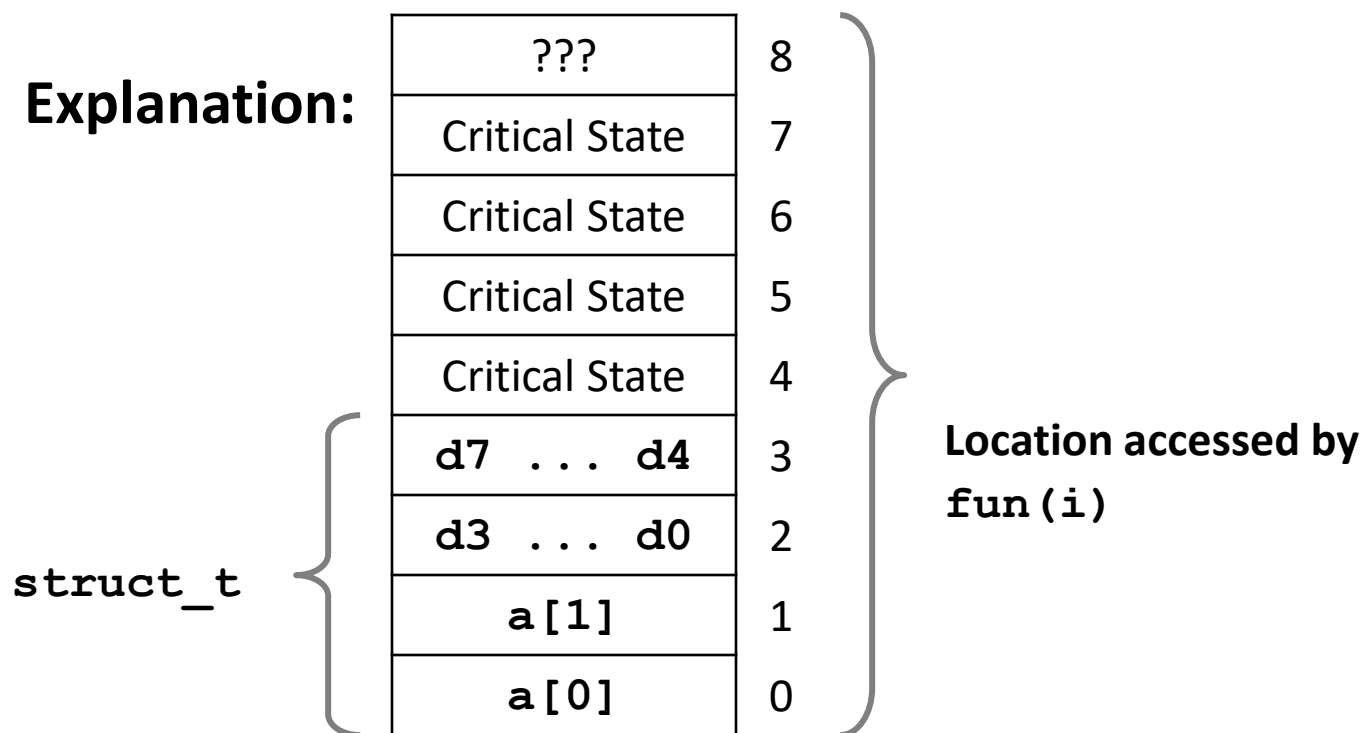 ??? 8
Explanation:
Critical State 7
Critical State 6
Critical State 5
Critical State 4
d7 ... d4 3
Location accessed by
fun(i)
d3 ... d0 2
struct_t
a[1] 1
a[0] 0